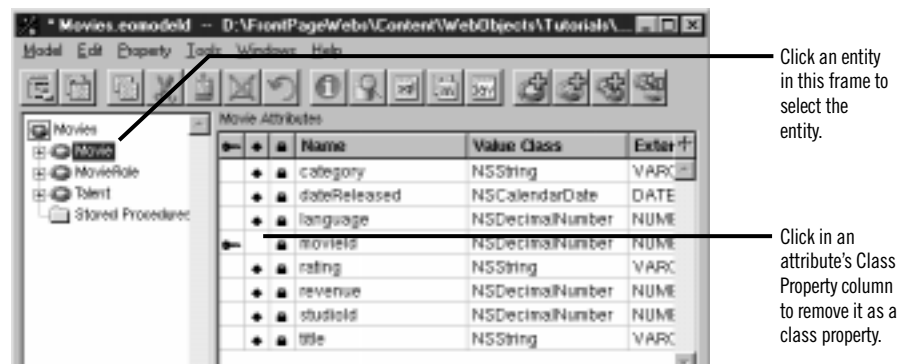 * Movies.eomodeld -- D:\FrontPageWebs\Content\WebObjects\Tutorials\...
Model Edit Property Tools Windows Help
Movies
Movie
MovieRole
Talent
Stored Procedures
Movie Attributes
Name Value Class Exter
category NSString VARC
dateReleased NSCalendarDate DATE
language NSDecimalNumber NUME
movieId NSDecimalNumber NUME
rating NSString VARC
revenue NSDecimalNumber NUME
studioId NSDecimalNumber NUME
title NSString VARC
Click an entity
in this frame to
select the
entity.
Click in an
attribute's Class
Property column
to remove it as a
class property.